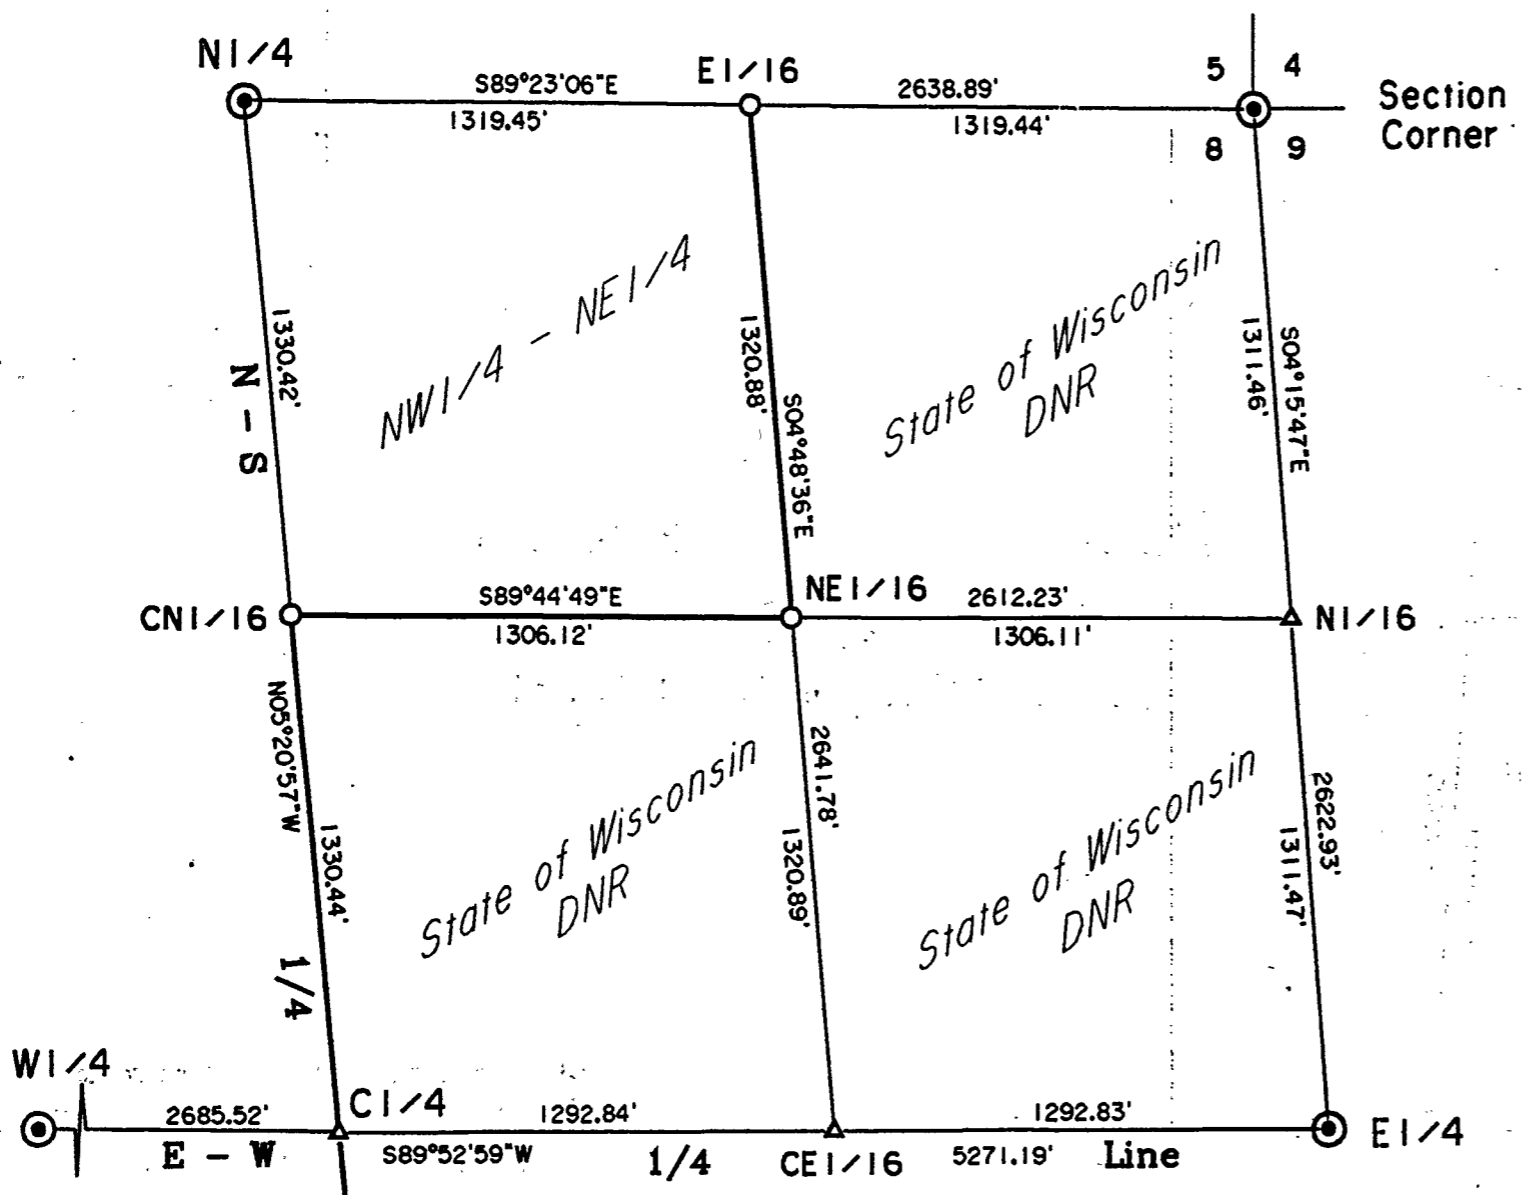 N1/4
S89°23'06"E
1319.45'
E1/16
2638.89'
1319.44'
5 4
8 9
Section
Corner
1330.42'
N - S
NW1/4 - NE1/4
1320.88'
S04°48'36"E
State of Wisconsin
DNR
1311.46'
S04°15'47"E
CN1/16
S89°44'49"E
1306.12'
NE1/16
2612.23'
1306.11'
N1/16
N05°20'57"W
1330.44'
1/4
State of Wisconsin
DNR
2641.78'
1320.89'
State of Wisconsin
DNR
2622.93'
1311.47'
W1/4
2685.52'
E - W
C1/4
1292.84'
S89°52'59"W
1/4
CE1/16
1292.83'
5271.19'
Line
E1/4